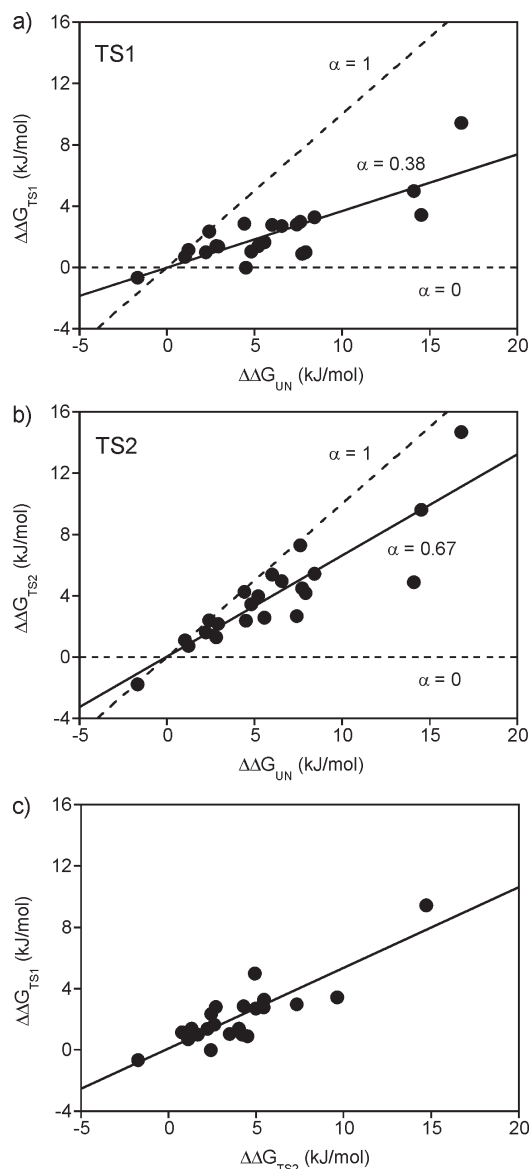 a)
16
TS1
α = 1
12
8
α = 0.38
4
0
α = 0
-4
-5 0 5 10 15 20
ΔΔG_TS1 (kJ/mol)
ΔΔG_UN (kJ/mol)
b)
16
TS2
α = 1
12
8
α = 0.67
4
0
α = 0
-4
-5 0 5 10 15 20
ΔΔG_TS2 (kJ/mol)
ΔΔG_UN (kJ/mol)
c)
16
12
8
4
0
-4
-5 0 5 10 15 20
ΔΔG_TS1 (kJ/mol)
ΔΔG_TS2 (kJ/mol)